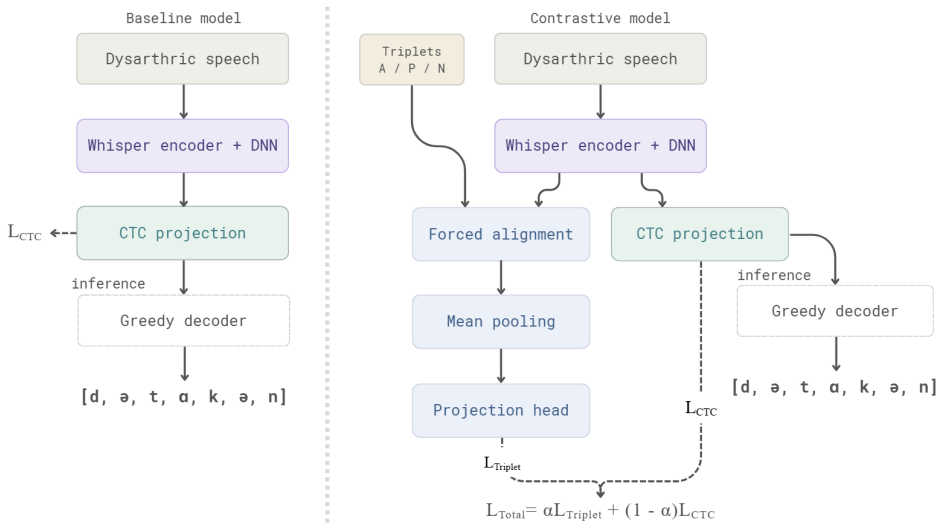 Baseline model
Dysarthric speech
Whisper encoder + DNN
CTC projection
L_CTC
inference
Greedy decoder
[d, ə, t, ɑ, k, ə, n]
Contrastive model
Triplets
A / P / N
Dysarthric speech
Whisper encoder + DNN
Forced alignment
CTC projection
inference
Greedy decoder
[d, ə, t, ɑ, k, ə, n]
Mean pooling
Projection head
L_CTC
L_Triplet
L_Total= αL_Triplet + (1 - α)L_CTC